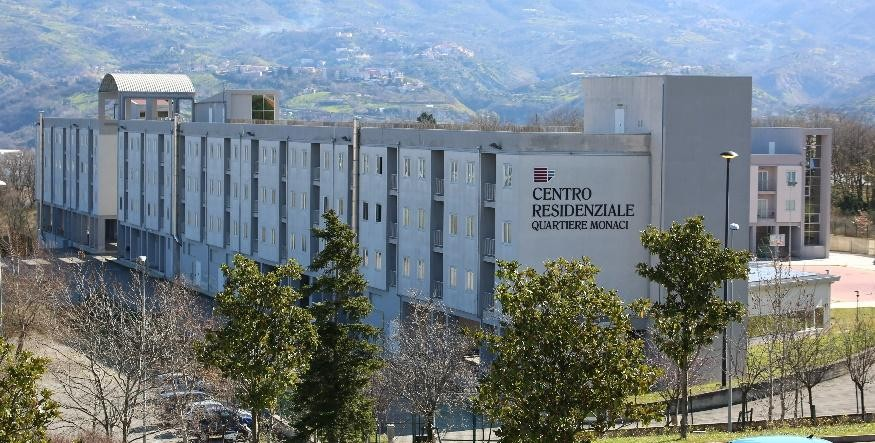 CENTRO
RESIDENZIALE
QUARTIERE MONACI